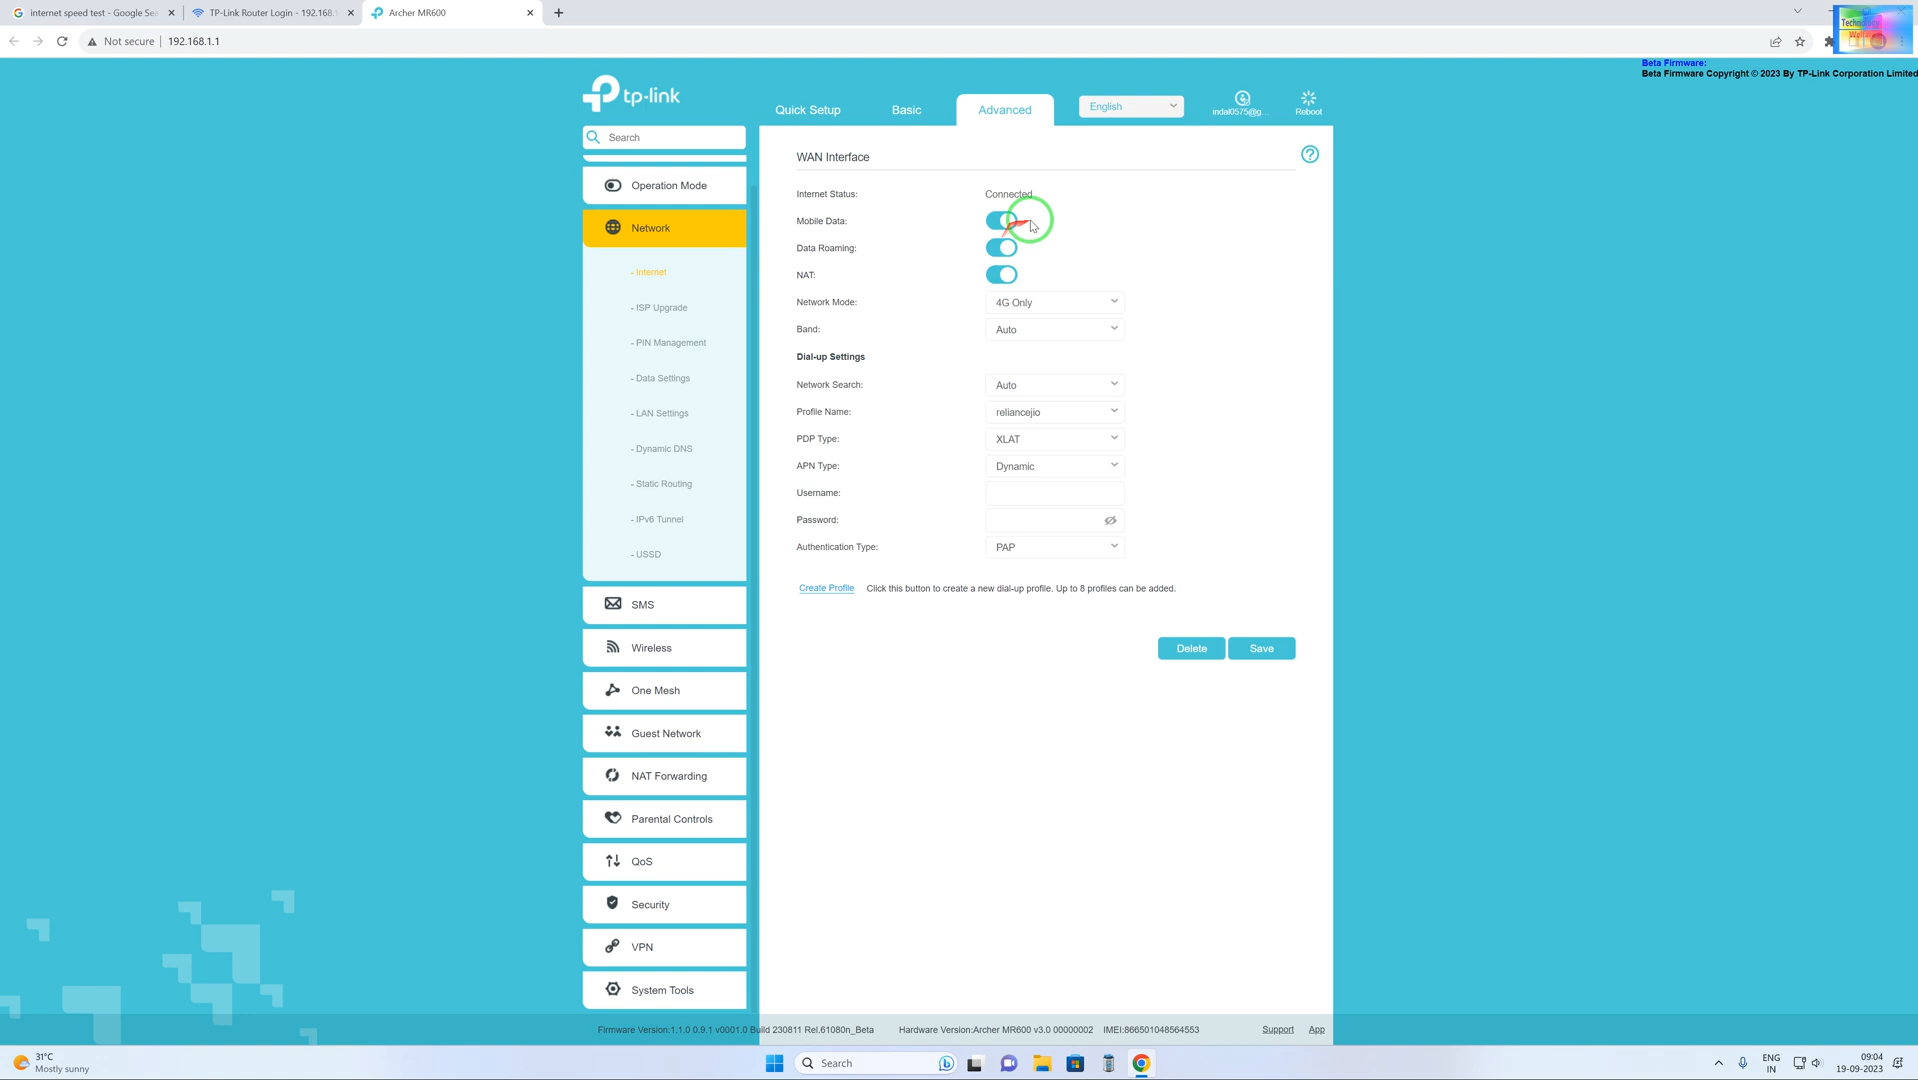 internet speed test - Google Sea
TP-Link Router Login - 192.168.1
Archer MR600
Not secure
192.168.1.1
Technology
Beta Firmware:
Beta Firmware Copyright © 2023 By TP-Link Corporation Limited
tp-link
Quick Setup
Basic
Advanced
English
indal0575@g...
Reboot
Search
Operation Mode
Network
- Internet
- ISP Upgrade
- PIN Management
- Data Settings
- LAN Settings
- Dynamic DNS
- Static Routing
- IPv6 Tunnel
- USSD
SMS
Wireless
One Mesh
Guest Network
NAT Forwarding
Parental Controls
QoS
Security
VPN
System Tools
WAN Interface
Internet Status: Connected
Mobile Data:
Data Roaming:
NAT:
Network Mode: 4G Only
Band: Auto
Dial-up Settings
Network Search: Auto
Profile Name: reliancejio
PDP Type: XLAT
APN Type: Dynamic
Username:
Password:
Authentication Type: PAP
Create Profile Click this button to create a new dial-up profile. Up to 8 profiles can be added.
Delete
Save
Firmware Version:1.1.0 0.9.1 v0001.0 Build 230811 Rel.61080n_Beta Hardware Version:Archer MR600 v3.0 00000002 IMEI:866501048564553 Support App
31°C
Mostly sunny
Search
ENG
IN
09:04
19-09-2023